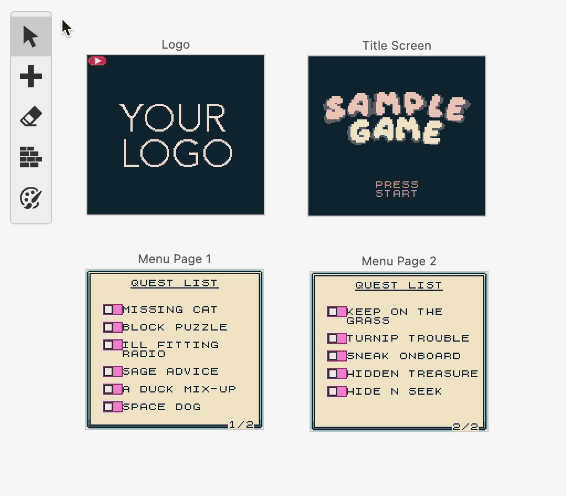 Logo
Title Screen
YOUR
LOGO
SAMPLE
GAME
PRESS
START
Menu Page 1
Menu Page 2
QUEST LIST
MISSING CAT
BLOCK PUZZLE
ILL FITTING
RADIO
SAGE ADVICE
A DUCK MIX-UP
SPACE DOG
1/2
QUEST LIST
KEEP ON THE
GRASS
TURNIP TROUBLE
SNEAK ONBOARD
HIDDEN TREASURE
HIDE N SEEK
2/2